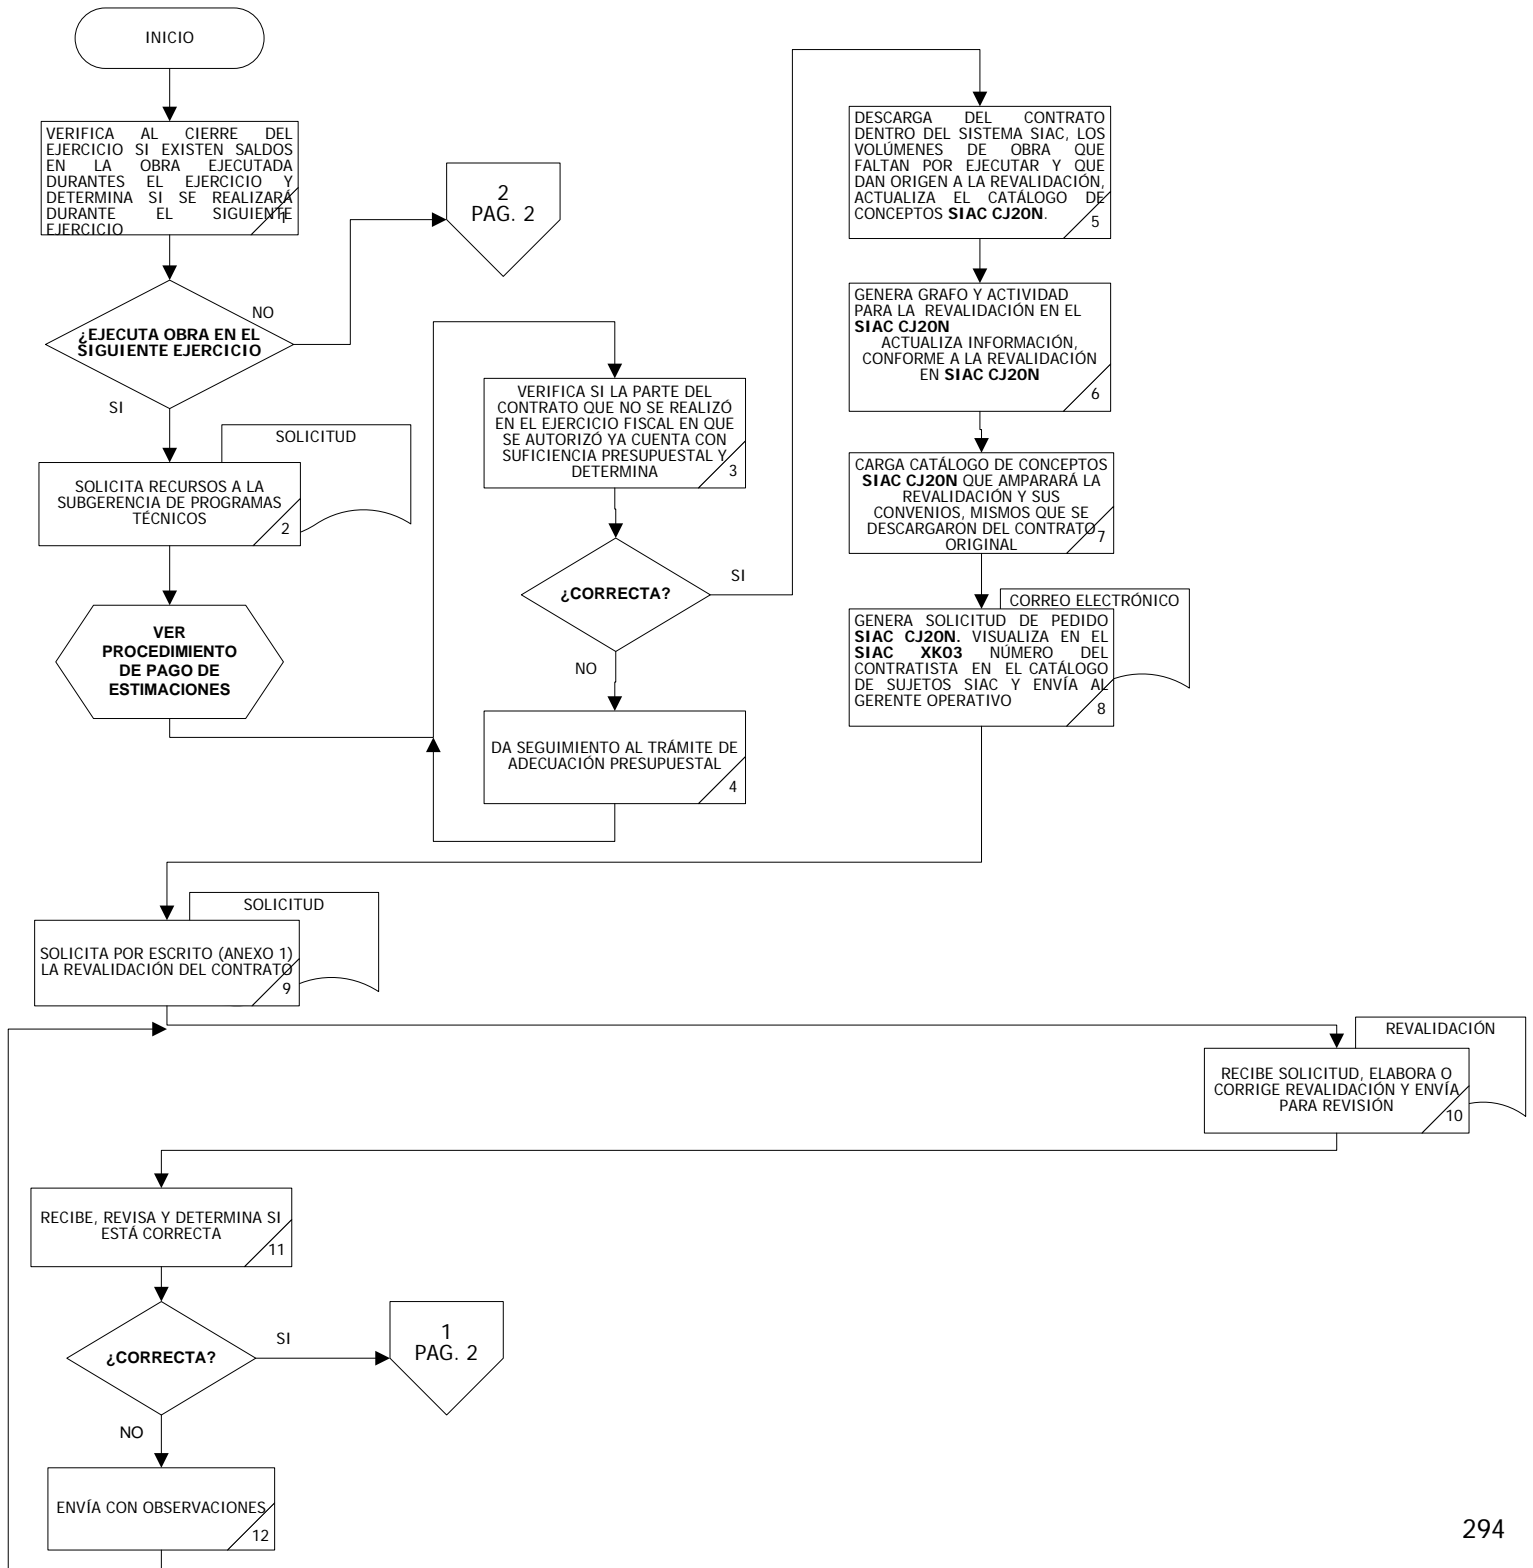 INICIO
VERIFICA AL CIERRE DEL
EJERCICIO SI EXISTEN SALDOS
EN LA OBRA EJECUTADA
DURANTES EL EJERCICIO Y
DETERMINA SI SE REALIZARÁ
DURANTE EL SIGUIENTE
EJERCICIO
1
2
PAG. 2
NO
¿EJECUTA OBRA EN EL
SIGUIENTE EJERCICIO
SI
SOLICITUD
SOLICITA RECURSOS A LA
SUBGERENCIA DE PROGRAMAS
TÉCNICOS
2
VER
PROCEDIMIENTO
DE PAGO DE
ESTIMACIONES
VERIFICA SI LA PARTE DEL
CONTRATO QUE NO SE REALIZÓ
EN EL EJERCICIO FISCAL EN QUE
SE AUTORIZÓ YA CUENTA CON
SUFICIENCIA PRESUPUESTAL Y
DETERMINA
3
¿CORRECTA?
SI
NO
DA SEGUIMIENTO AL TRÁMITE DE
ADECUACIÓN PRESUPUESTAL
4
DESCARGA DEL CONTRATO
DENTRO DEL SISTEMA SIAC, LOS
VOLÚMENES DE OBRA QUE
FALTAN POR EJECUTAR Y QUE
DAN ORIGEN A LA REVALIDACIÓN,
ACTUALIZA EL CATÁLOGO DE
CONCEPTOS SIAC CJ20N.
5
GENERA GRAFO Y ACTIVIDAD
PARA LA REVALIDACIÓN EN EL
SIAC CJ20N
ACTUALIZA INFORMACIÓN,
CONFORME A LA REVALIDACIÓN
EN SIAC CJ20N
6
CARGA CATÁLOGO DE CONCEPTOS
SIAC CJ20N QUE AMPARARÁ LA
REVALIDACIÓN Y SUS
CONVENIOS, MISMOS QUE SE
DESCARGARON DEL CONTRATO
ORIGINAL
7
CORREO ELECTRÓNICO
GENERA SOLICITUD DE PEDIDO
SIAC CJ20N. VISUALIZA EN EL
SIAC XK03 NÚMERO DEL
CONTRATISTA EN EL CATÁLOGO
DE SUJETOS SIAC Y ENVÍA AL
GERENTE OPERATIVO
8
SOLICITUD
SOLICITA POR ESCRITO (ANEXO 1)
LA REVALIDACIÓN DEL CONTRATO
9
REVALIDACIÓN
RECIBE SOLICITUD, ELABORA O
CORRIGE REVALIDACIÓN Y ENVÍA
PARA REVISIÓN
10
RECIBE, REVISA Y DETERMINA SI
ESTÁ CORRECTA
11
¿CORRECTA?
SI
1
PAG. 2
NO
ENVÍA CON OBSERVACIONES
12
294